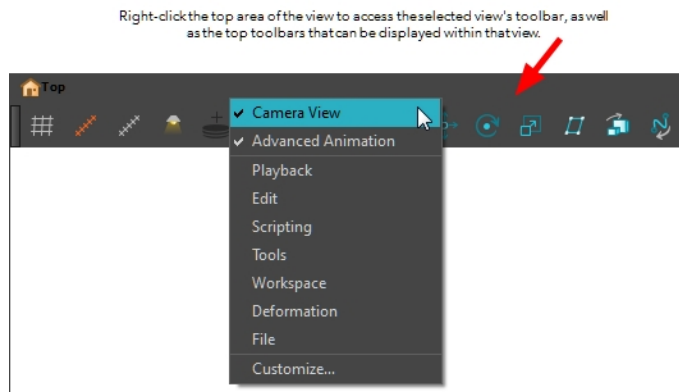 Right-click the top area of the view to access the selected view's toolbar, as well
as the top toolbars that can be displayed within that view.
Top
Camera View
Advanced Animation
Playback
Edit
Scripting
Tools
Workspace
Deformation
File
Customize...